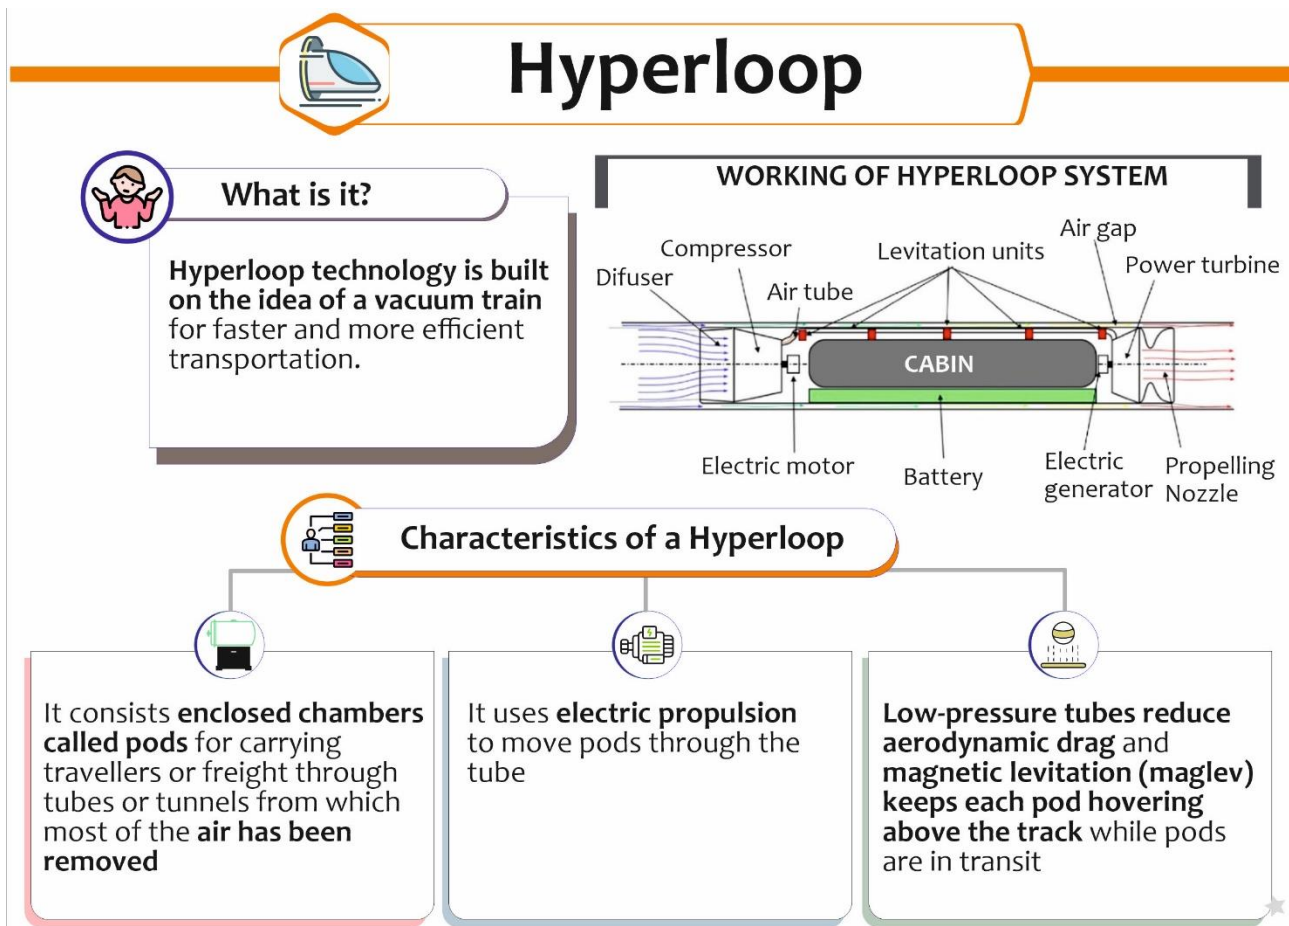 Hyperloop
What is it?
Hyperloop technology is built
on the idea of a vacuum train
for faster and more efficient
transportation.
WORKING OF HYPERLOOP SYSTEM
Air gap
Compressor
Levitation units
Power turbine
Difuser
Air tube
CABIN
Electric motor
Battery
Electric
generator
Propelling
Nozzle
Characteristics of a Hyperloop
It consists enclosed chambers
called pods for carrying
travellers or freight through
tubes or tunnels from which
most of the air has been
removed
It uses electric propulsion
to move pods through the
tube
Low-pressure tubes reduce
aerodynamic drag and
magnetic levitation (maglev)
keeps each pod hovering
above the track while pods
are in transit